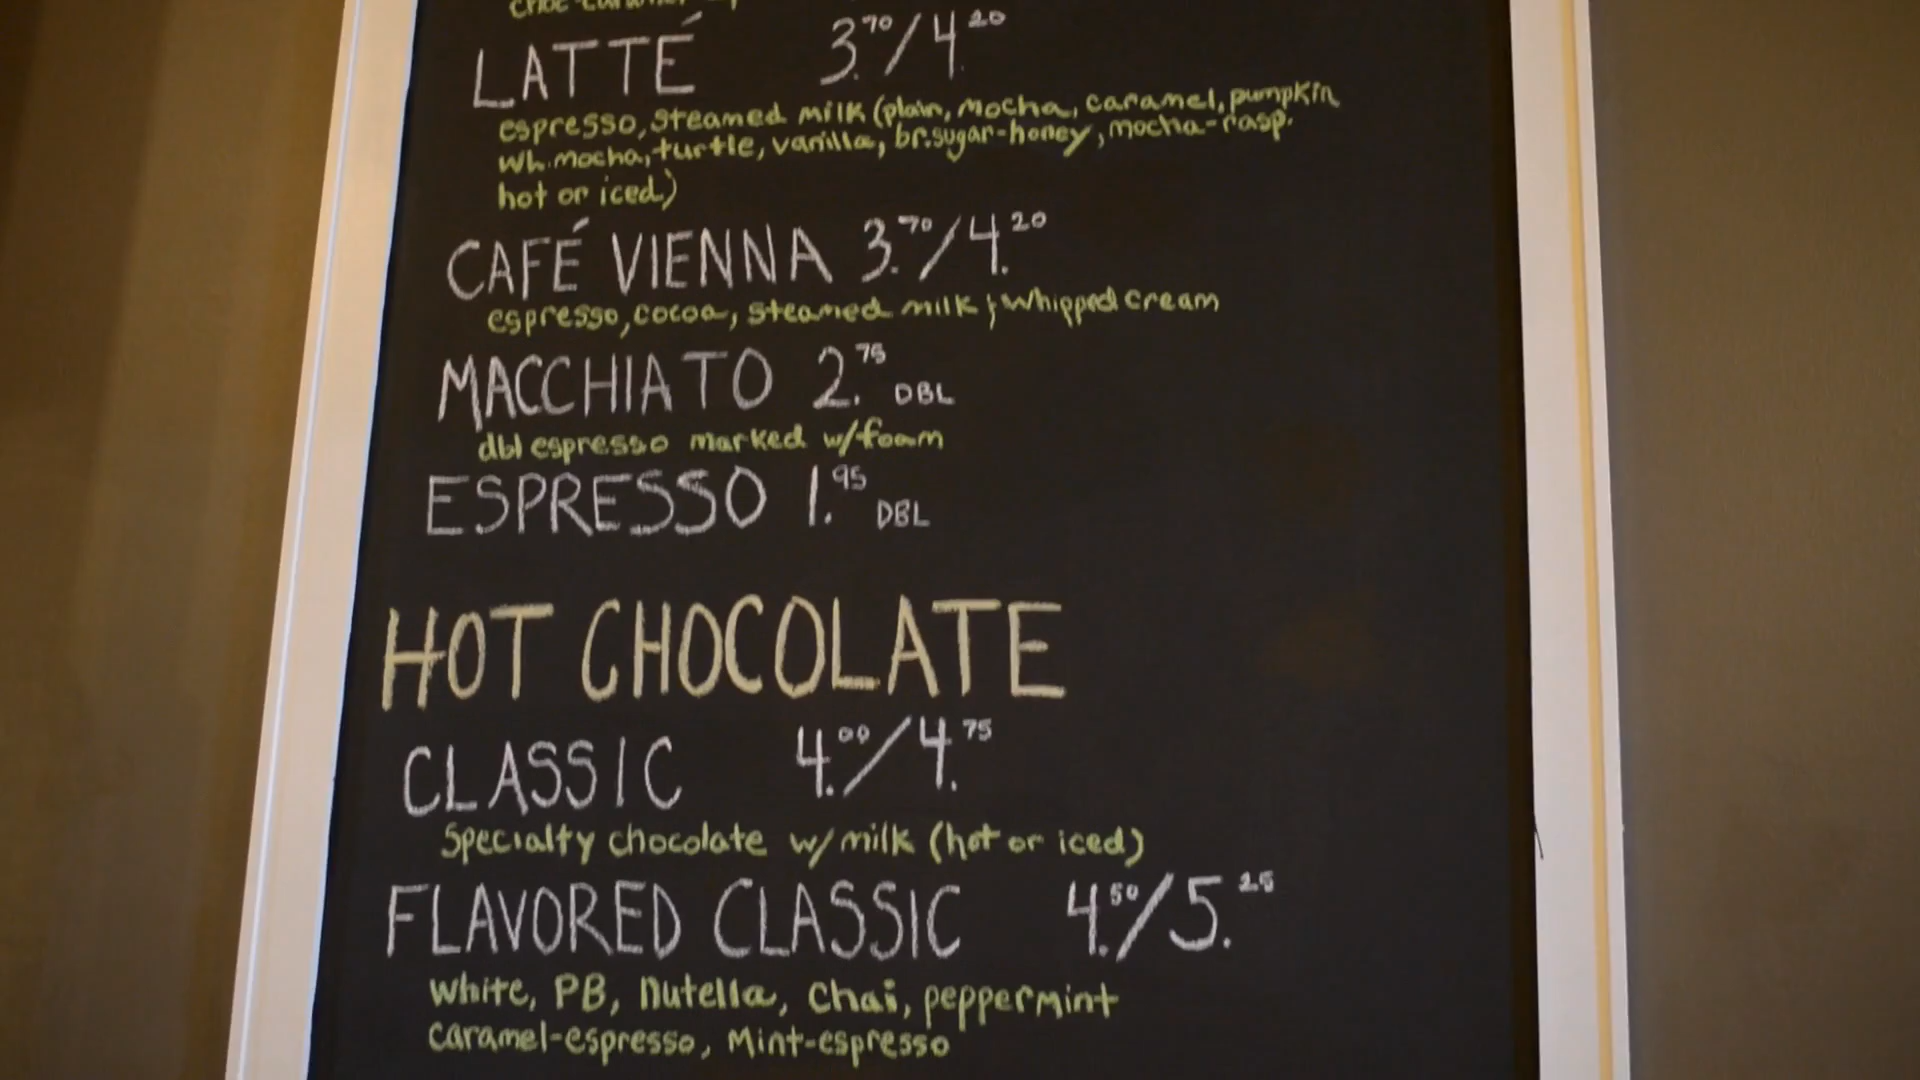 LATTÉ 3.70/4.20
espresso, steamed milk (plain, mocha, caramel, pumpkin
wh.mocha, turtle, vanilla, br.sugar-honey, mocha-rasp.
hot or iced)
CAFÉ VIENNA 3.70/4.20
espresso, cocoa, steamed milk & whipped cream
MACCHIATO 2.75 DBL
dbl espresso marked w/foam
ESPRESSO 1.95 DBL
HOT CHOCOLATE
CLASSIC 4.00/4.75
Specialty chocolate w/ milk (hot or iced)
FLAVORED CLASSIC 4.50/5.25
white, PB, Nutella, Chai, peppermint
caramel-espresso, Mint-espresso